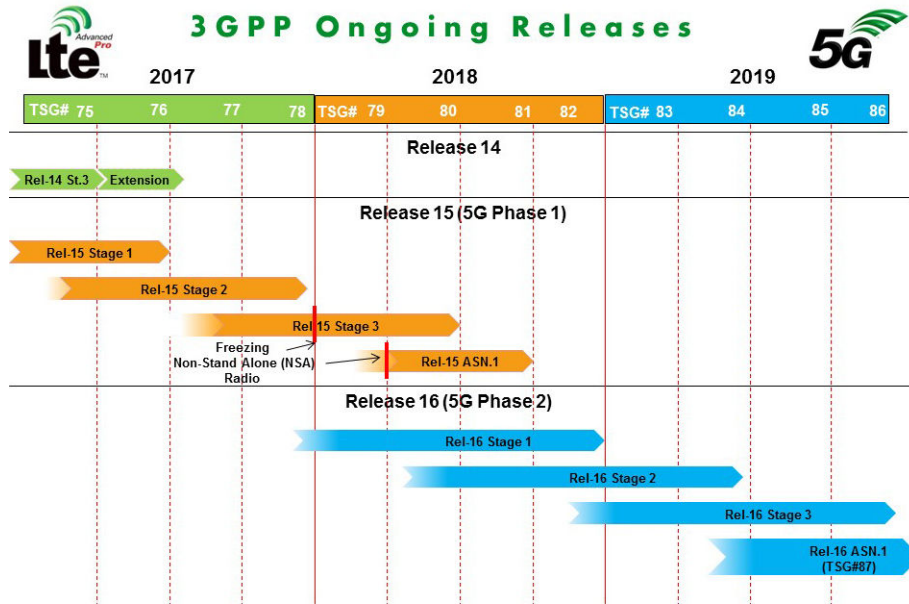 3GPP Ongoing Releases
LTE Advanced Pro ™
5G ™
2017 2018 2019
TSG# 75 76 77 78 TSG# 79 80 81 82 TSG# 83 84 85 86
Release 14
Rel-14 St.3 Extension
Release 15 (5G Phase 1)
Rel-15 Stage 1
Rel-15 Stage 2
Rel-15 Stage 3
Freezing
Non-Stand Alone (NSA)
Radio
Rel-15 ASN.1
Release 16 (5G Phase 2)
Rel-16 Stage 1
Rel-16 Stage 2
Rel-16 Stage 3
Rel-16 ASN.1
(TSG#87)